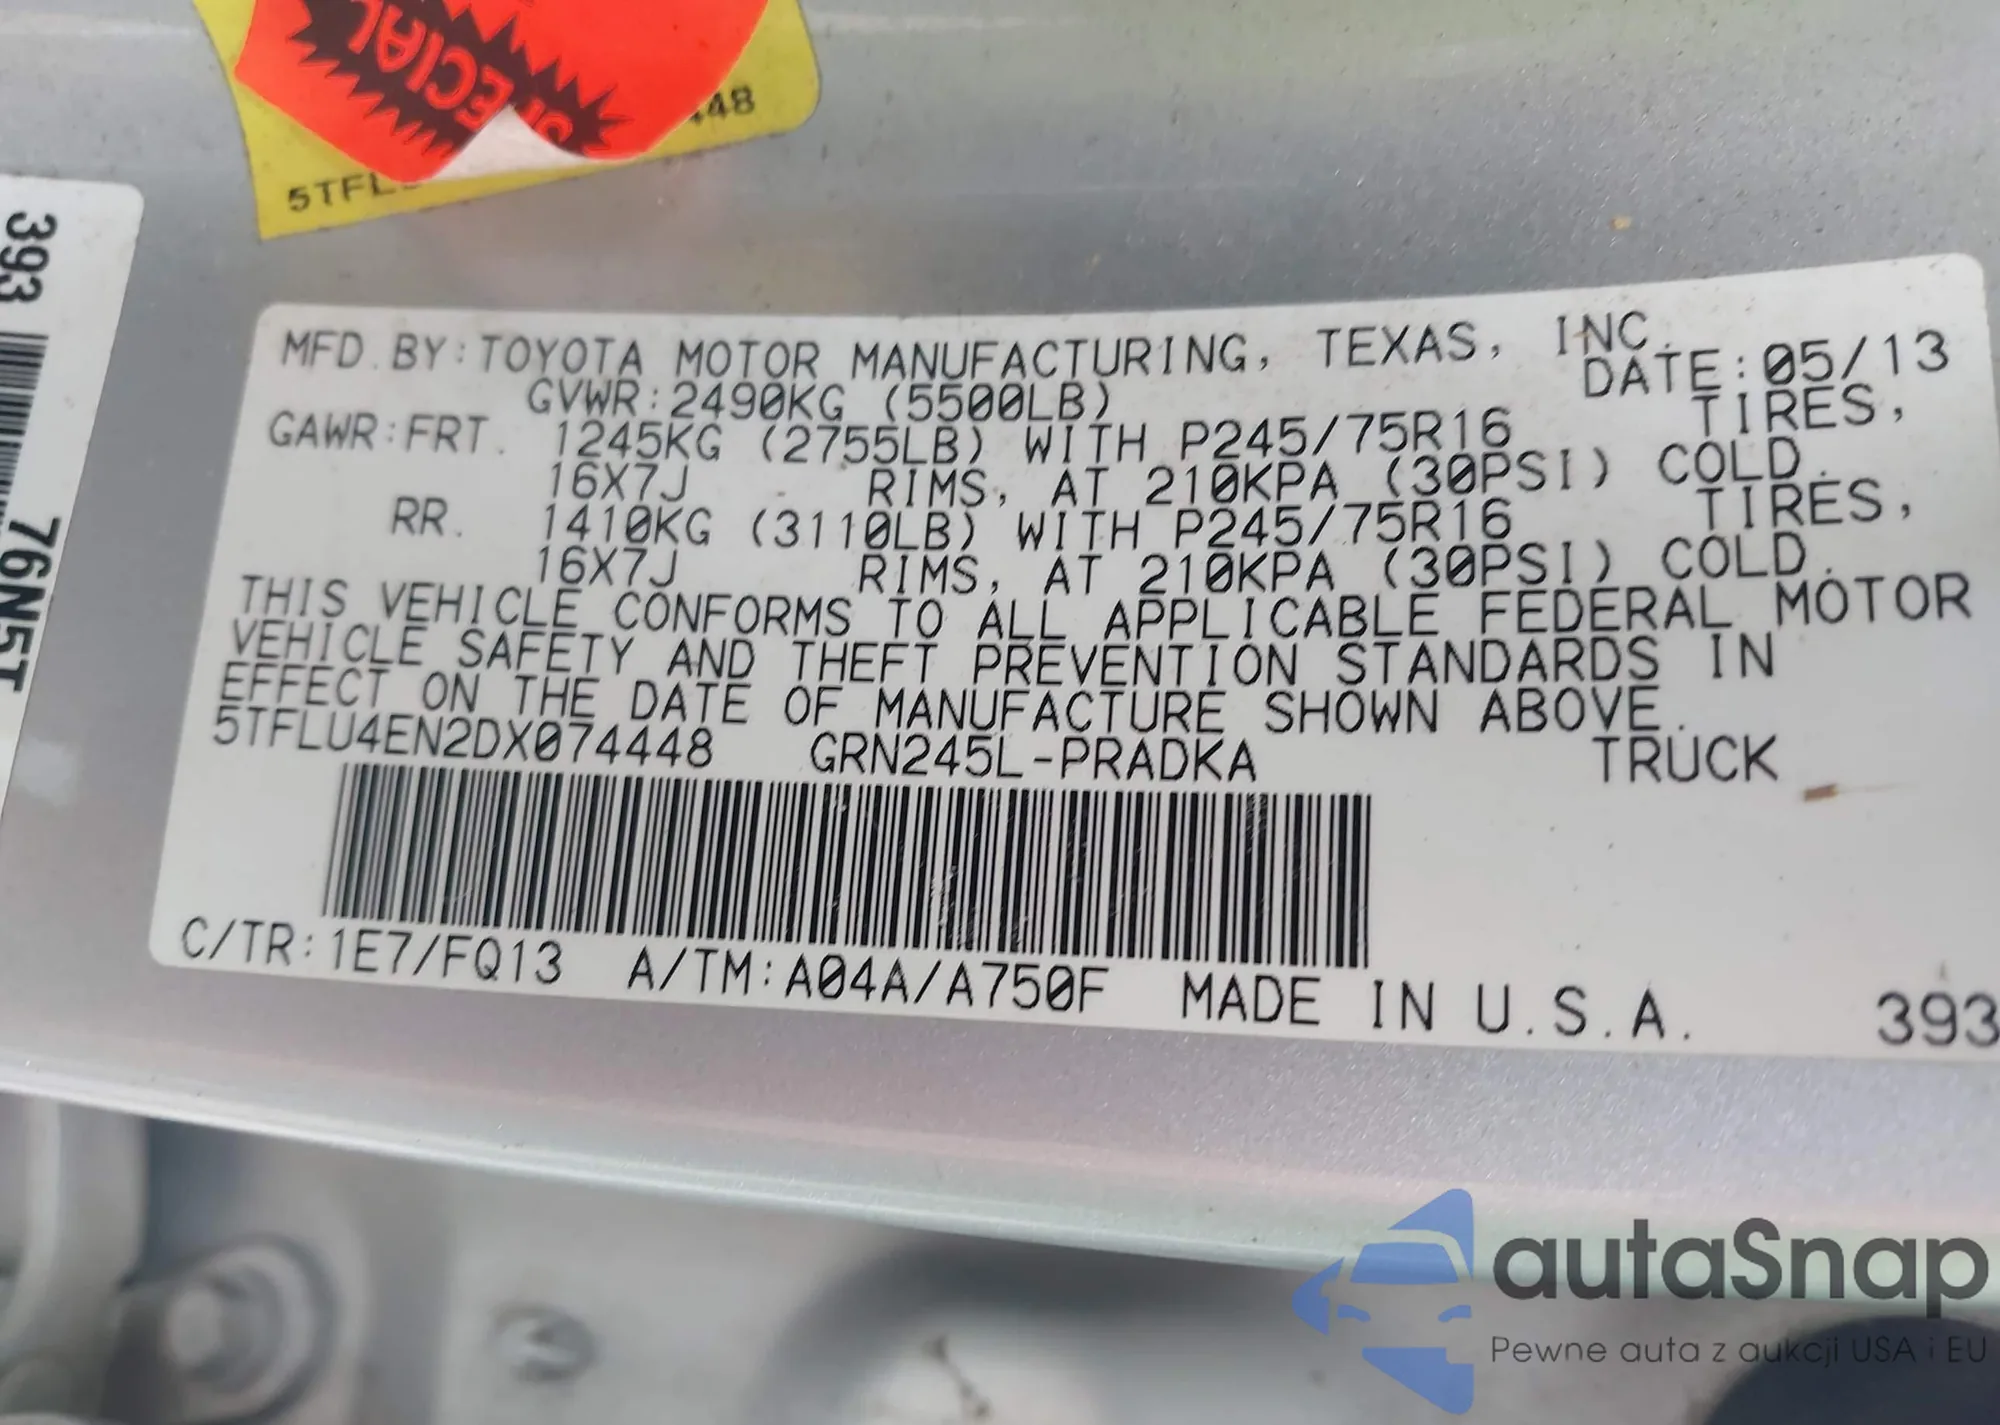 SPECIAL
448
5TFL
393
76N5T
MFD.BY:TOYOTA MOTOR MANUFACTURING, TEXAS, INC.
DATE:05/13
GVWR:2490KG (5500LB)
GAWR:FRT. 1245KG (2755LB) WITH P245/75R16 TIRES,
16X7J RIMS, AT 210KPA (30PSI) COLD.
RR. 1410KG (3110LB) WITH P245/75R16 TIRES,
16X7J RIMS, AT 210KPA (30PSI) COLD.
THIS VEHICLE CONFORMS TO ALL APPLICABLE FEDERAL MOTOR
VEHICLE SAFETY AND THEFT PREVENTION STANDARDS IN
EFFECT ON THE DATE OF MANUFACTURE SHOWN ABOVE.
5TFLU4EN2DX074448 GRN245L-PRADKA TRUCK
C/TR:1E7/FQ13 A/TM:A04A/A750F MADE IN U.S.A. 393
autaSnap
Pewne auta z aukcji USA i EU